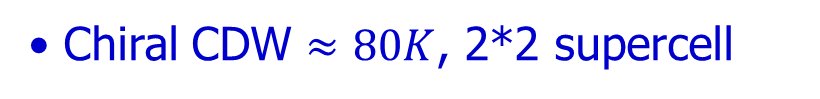 • Chiral CDW ≈ 80K, 2*2 supercell